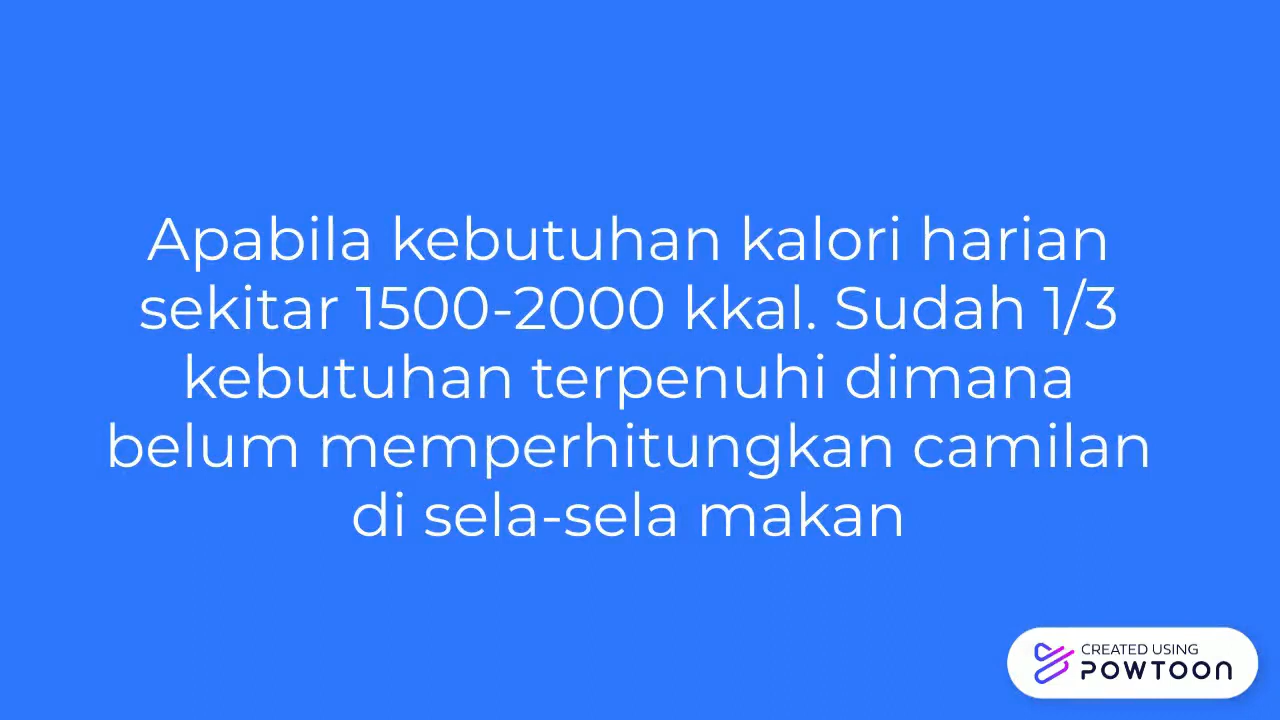 Apabila kebutuhan kalori harian
sekitar 1500-2000 kkal. Sudah 1/3
kebutuhan terpenuhi dimana
belum memperhitungkan camilan
di sela-sela makan
CREATED USING
POWTOON